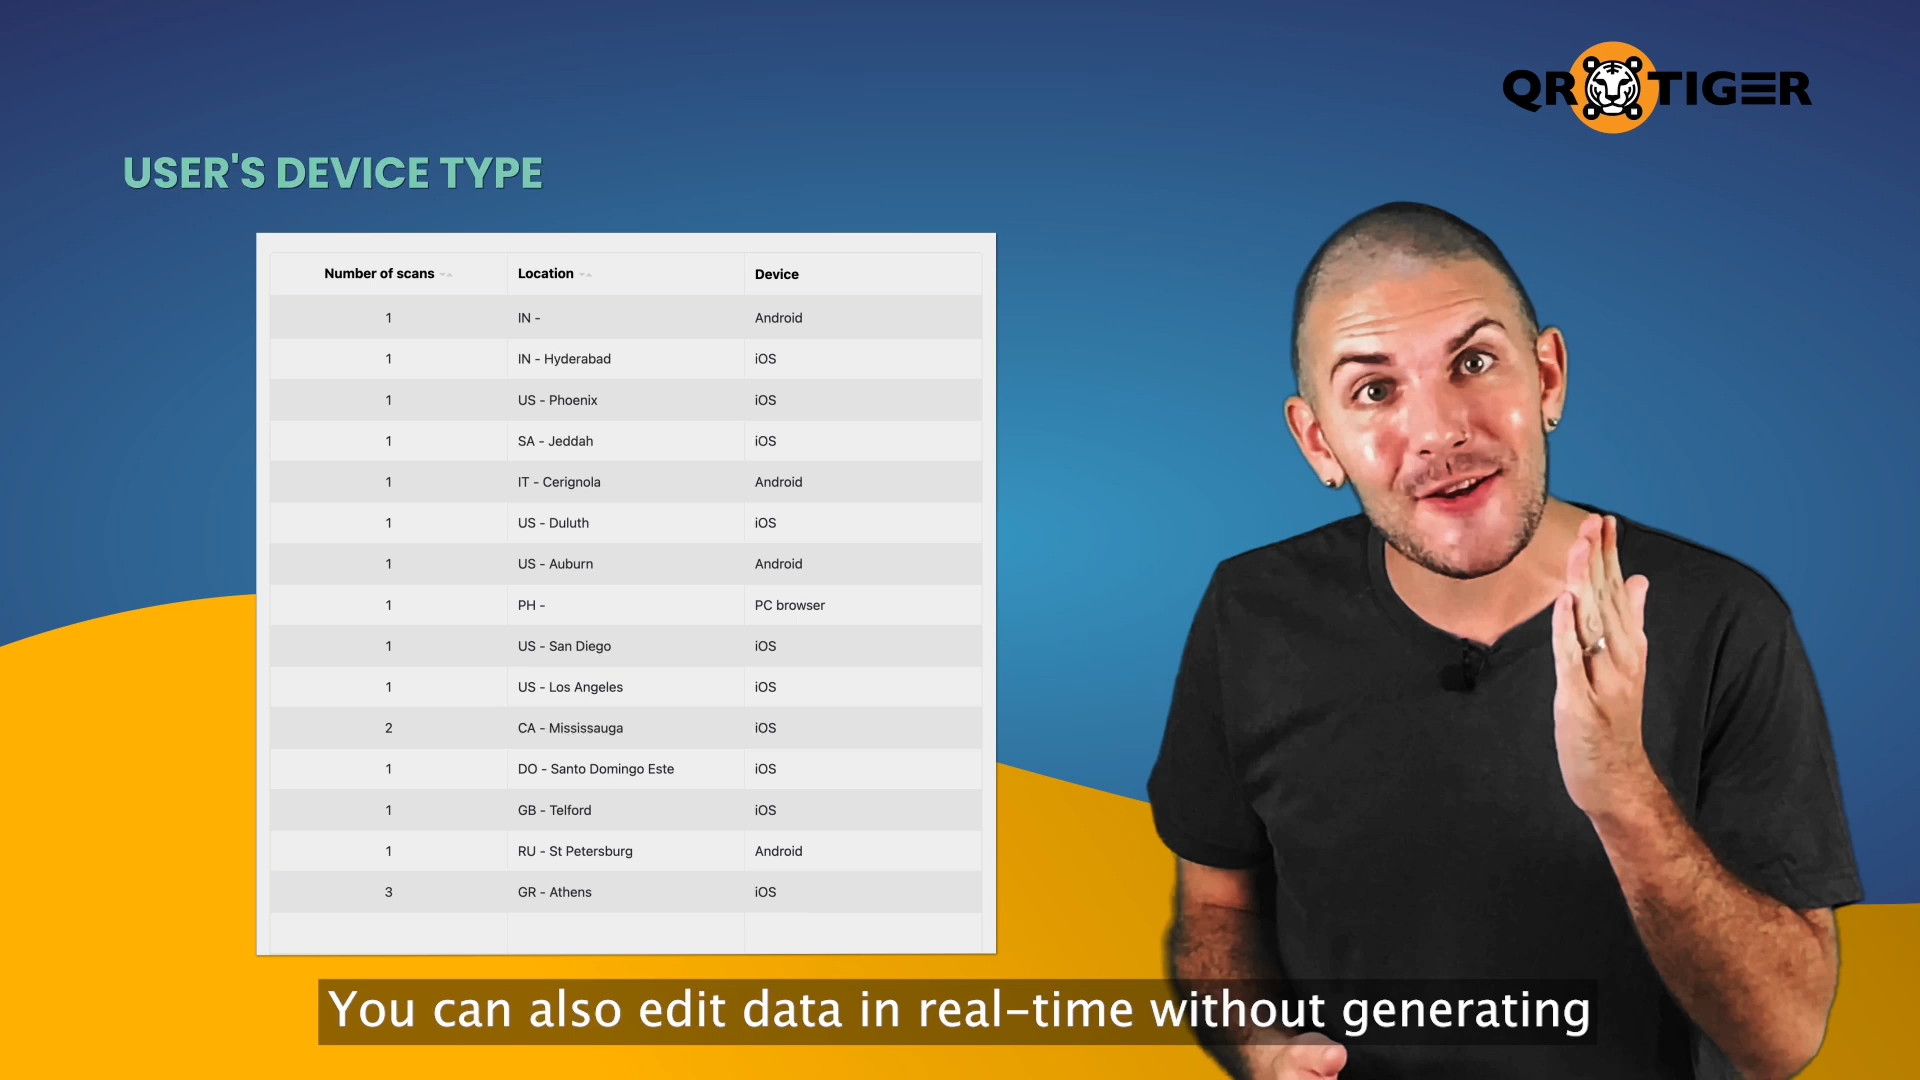 QR TIGER
USER'S DEVICE TYPE
Number of scans Location Device
1 IN - Android
1 IN - Hyderabad iOS
1 US - Phoenix iOS
1 SA - Jeddah iOS
1 IT - Cerignola Android
1 US - Duluth iOS
1 US - Auburn Android
1 PH - PC browser
1 US - San Diego iOS
1 US - Los Angeles iOS
2 CA - Mississauga iOS
1 DO - Santo Domingo Este iOS
1 GB - Telford iOS
1 RU - St Petersburg Android
3 GR - Athens iOS
You can also edit data in real-time without generating